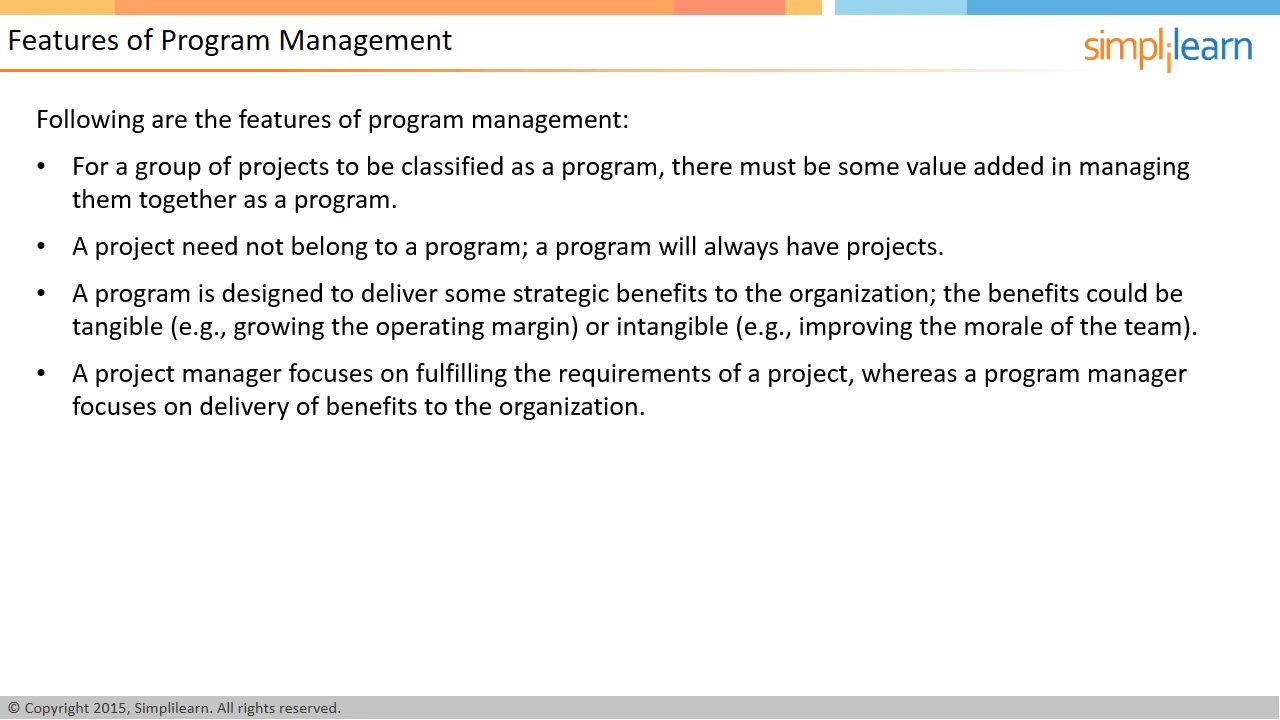 Features of Program Management
simplilearn
Following are the features of program management:
• For a group of projects to be classified as a program, there must be some value added in managing
them together as a program.
• A project need not belong to a program; a program will always have projects.
• A program is designed to deliver some strategic benefits to the organization; the benefits could be
tangible (e.g., growing the operating margin) or intangible (e.g., improving the morale of the team).
• A project manager focuses on fulfilling the requirements of a project, whereas a program manager
focuses on delivery of benefits to the organization.
© Copyright 2015, Simplilearn. All rights reserved.